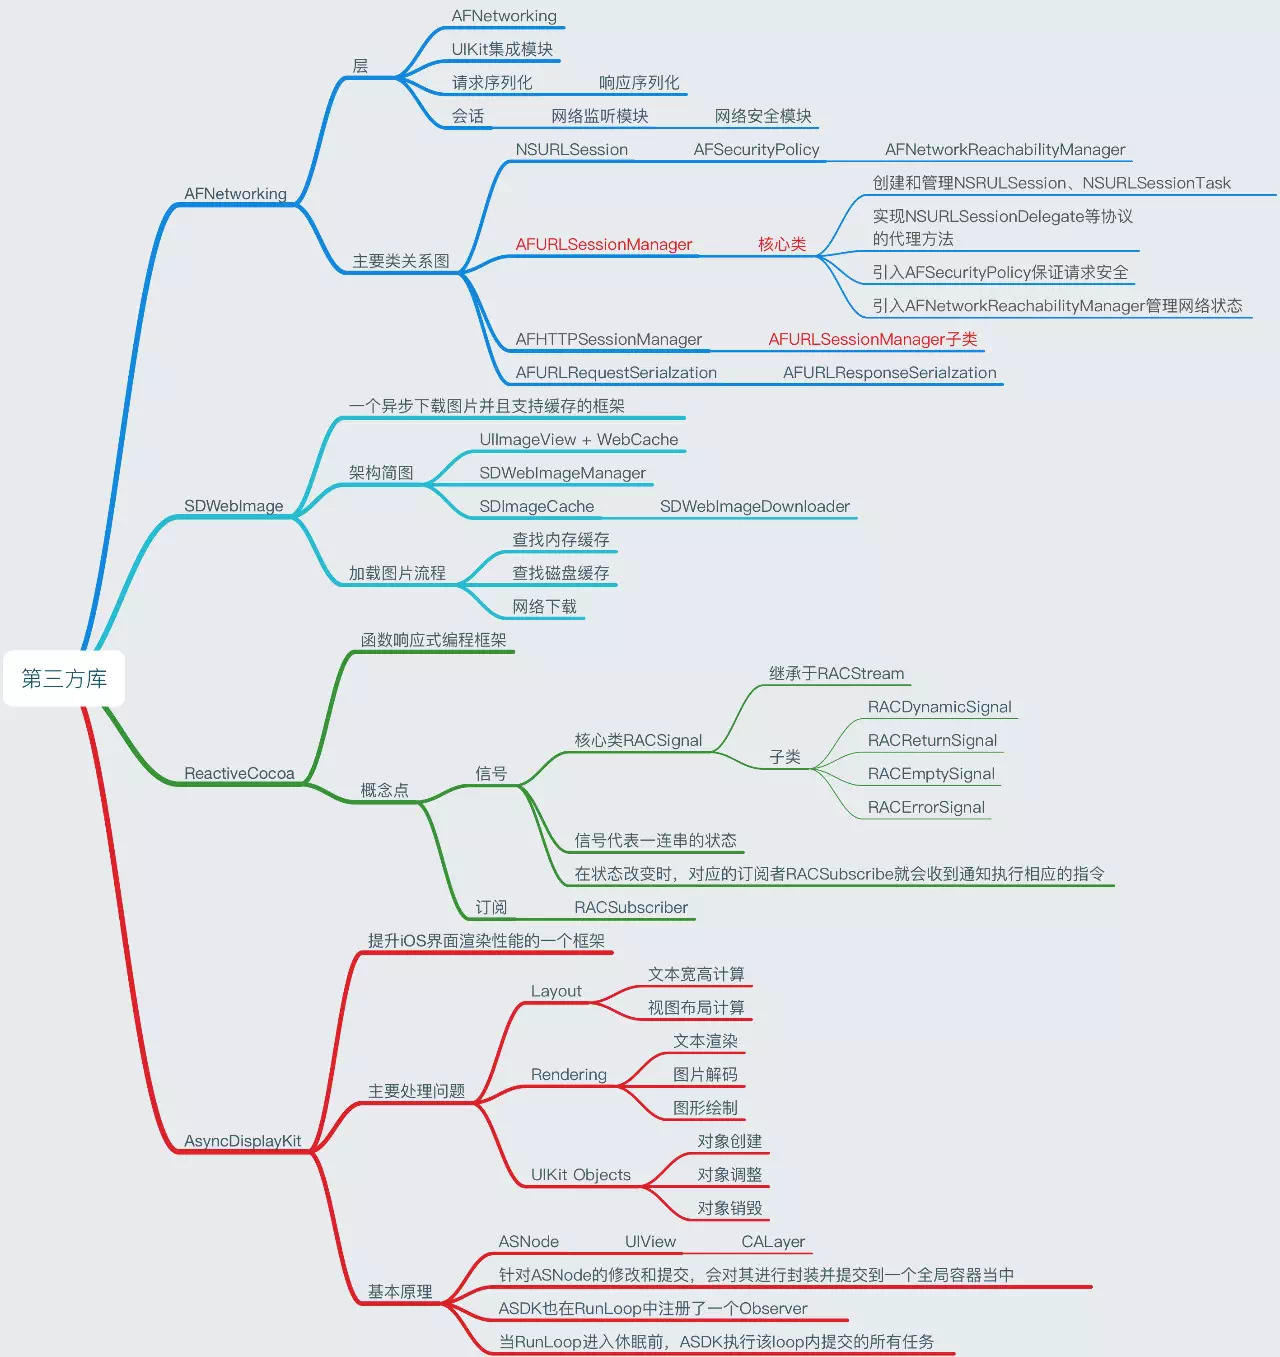 AFNetworking
UIKit集成模块
层
请求序列化 响应序列化
会话 网络监听模块 网络安全模块
NSURLSession AFSecurityPolicy AFNetworkReachabilityManager
AFNetworking
创建和管理NSRULSession、NSURLSessionTask
实现NSURLSessionDelegate等协议
的代理方法
AFURLSessionManager 核心类
主要类关系图
引入AFSecurityPolicy保证请求安全
引入AFNetworkReachabilityManager管理网络状态
AFHTTPSessionManager AFURLSessionManager子类
AFURLRequestSerialzation AFURLResponseSerialzation
一个异步下载图片并且支持缓存的框架
UIImageView + WebCache
架构简图 SDWebImageManager
SDWebImage
SDImageCache SDWebImageDownloader
查找内存缓存
加载图片流程 查找磁盘缓存
网络下载
函数响应式编程框架
第三方库
继承于RACStream
RACDynamicSignal
核心类RACSignal
RACReturnSignal
子类
ReactiveCocoa
信号
RACEmptySignal
概念点
RACErrorSignal
信号代表一连串的状态
在状态改变时，对应的订阅者RACSubscribe就会收到通知执行相应的指令
订阅 RACSubscriber
提升iOS界面渲染性能的一个框架
文本宽高计算
Layout
视图布局计算
文本渲染
Rendering 图片解码
主要处理问题
图形绘制
AsyncDisplayKit
对象创建
UIKit Objects 对象调整
对象销毁
ASNode UIView CALayer
针对ASNode的修改和提交，会对其进行封装并提交到一个全局容器当中
基本原理
ASDK也在RunLoop中注册了一个Observer
当RunLoop进入休眠前，ASDK执行该loop内提交的所有任务